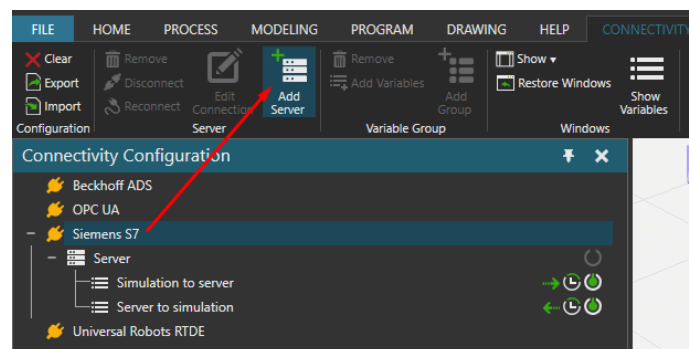 FILE HOME PROCESS MODELING PROGRAM DRAWING HELP CONNECTIVITY
Clear Remove Remove Show
Export Disconnect Add Variables Restore Windows
Import Reconnect Edit Connection Add Server Add Group Show Variables
Configuration Server Variable Group Windows
Connectivity Configuration
Beckhoff ADS
OPC UA
Siemens S7
Server
Simulation to server
Server to simulation
Universal Robots RTDE